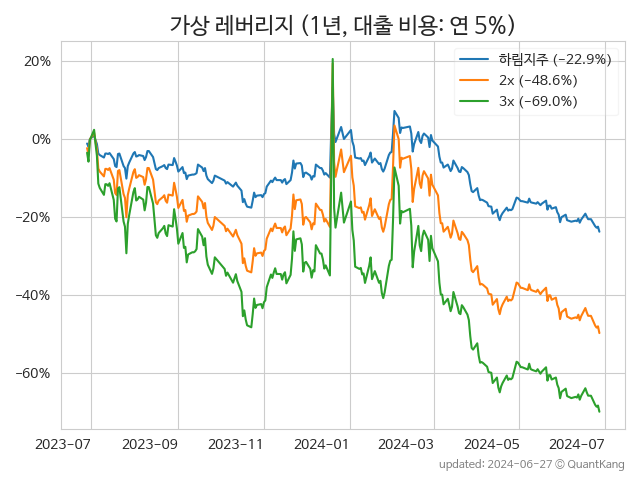 가상 레버리지 (1년, 대출 비용: 연 5%)
하림지주 (−22.9%)
2x (−48.6%)
3x (−69.0%)
20%
0%
−20%
−40%
−60%
2023-07 2023-09 2023-11 2024-01 2024-03 2024-05 2024-07
updated: 2024-06-27 ⓒ QuantKang